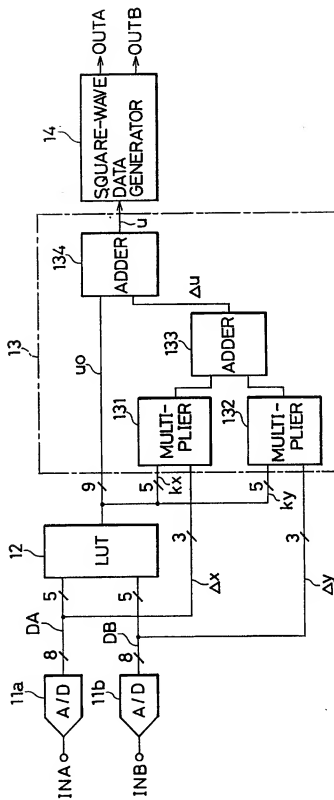 INA
INB
11a
A/D
11b
A/D
8
DA
8
DB
5
5
12
LUT
9
5
kx
3
Δx
5
ky
3
Δy
13
uo
131
MULTI-
PLIER
132
MULTI-
PLIER
133
ADDER
Δu
134
ADDER
u
14
SQUARE-WAVE
DATA
GENERATOR
OUTA
OUTB